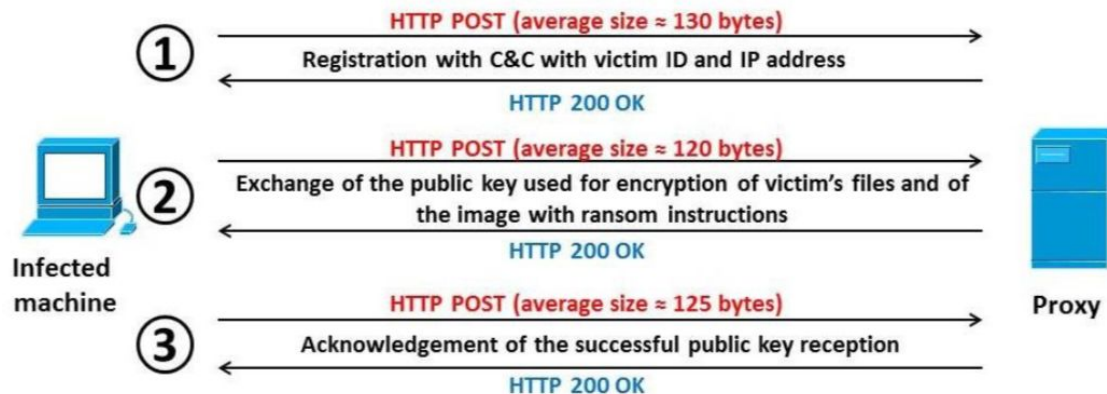 HTTP POST (average size ≈ 130 bytes)
1
Registration with C&C with victim ID and IP address
HTTP 200 OK
HTTP POST (average size ≈ 120 bytes)
2
Exchange of the public key used for encryption of victim's files and of
the image with ransom instructions
HTTP 200 OK
Infected
machine
HTTP POST (average size ≈ 125 bytes)
Proxy
3
Acknowledgement of the successful public key reception
HTTP 200 OK